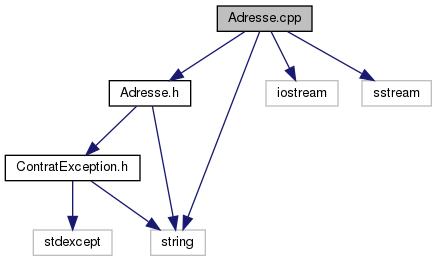 Adresse.cpp
Adresse.h
iostream
sstream
ContratException.h
stdexcept
string